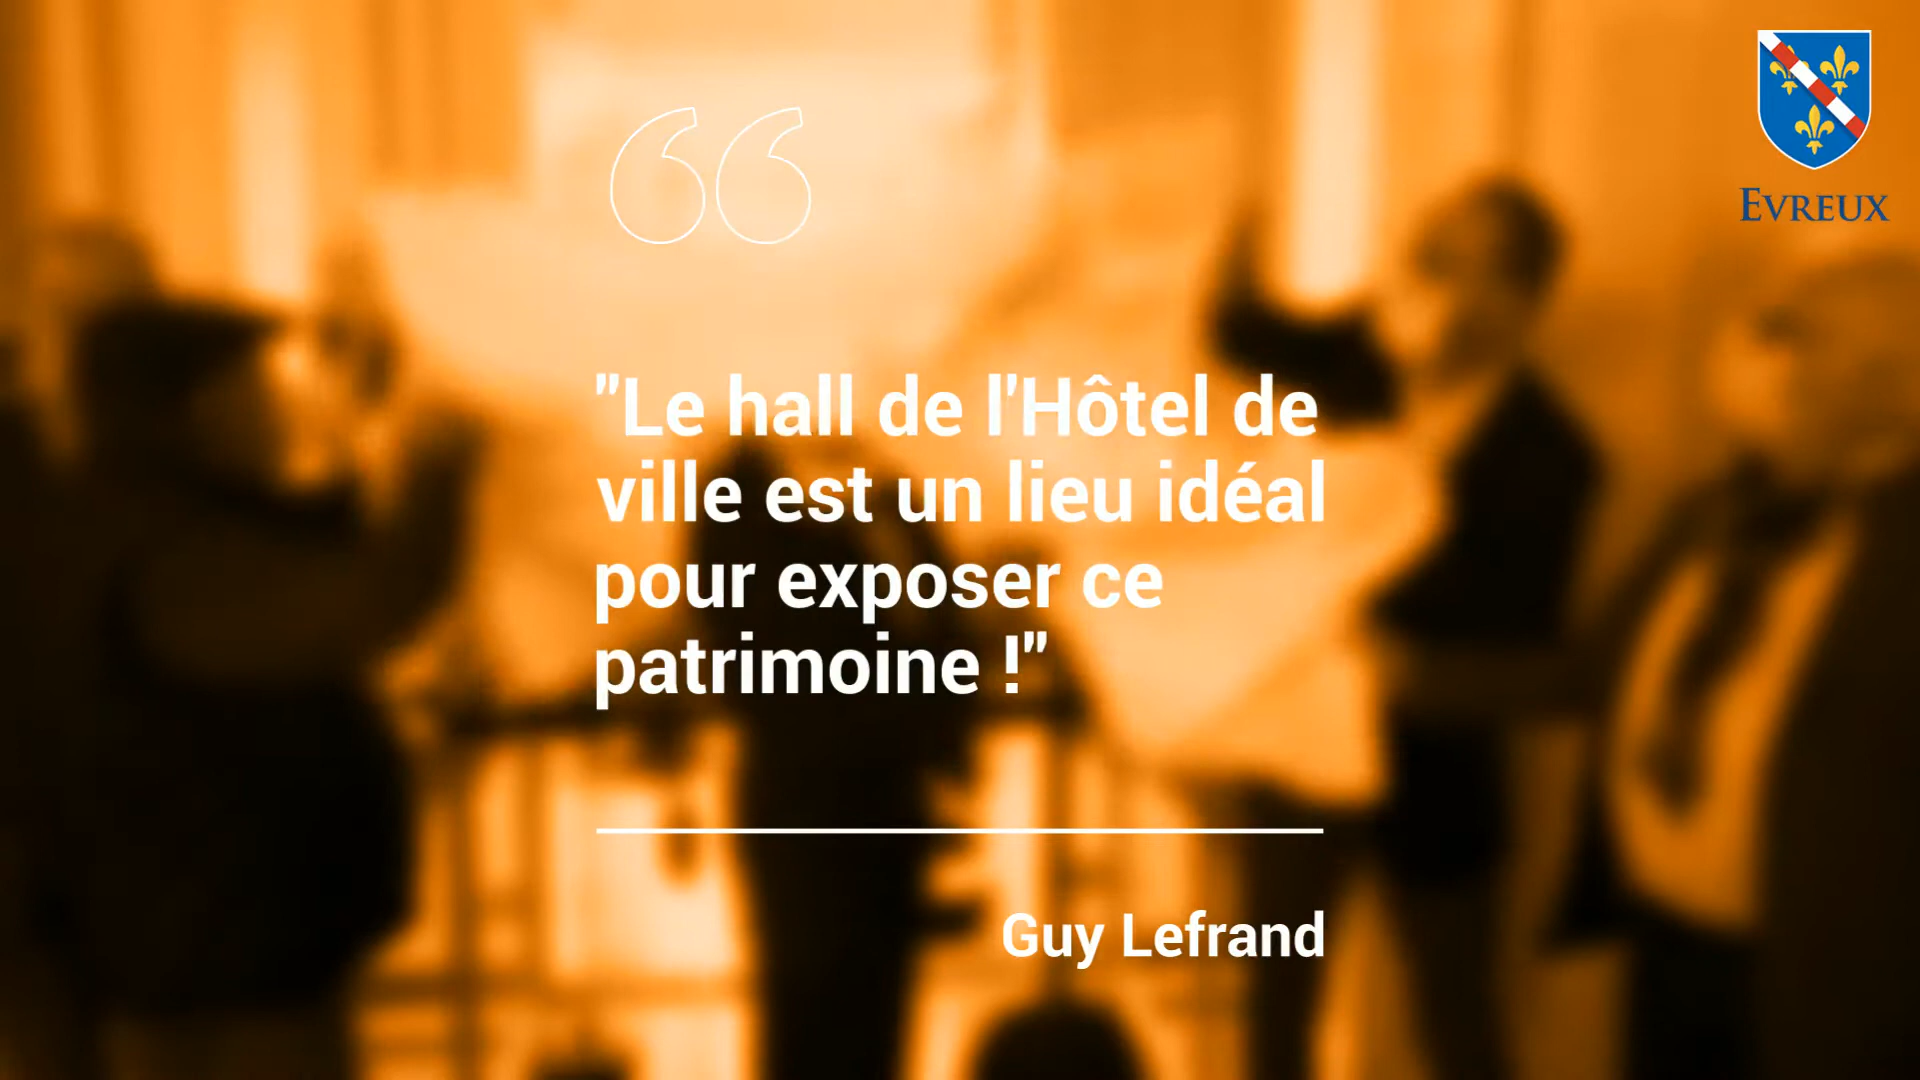 EVREUX
"Le hall de l'Hôtel de
ville est un lieu idéal
pour exposer ce
patrimoine !"
Guy Lefrand